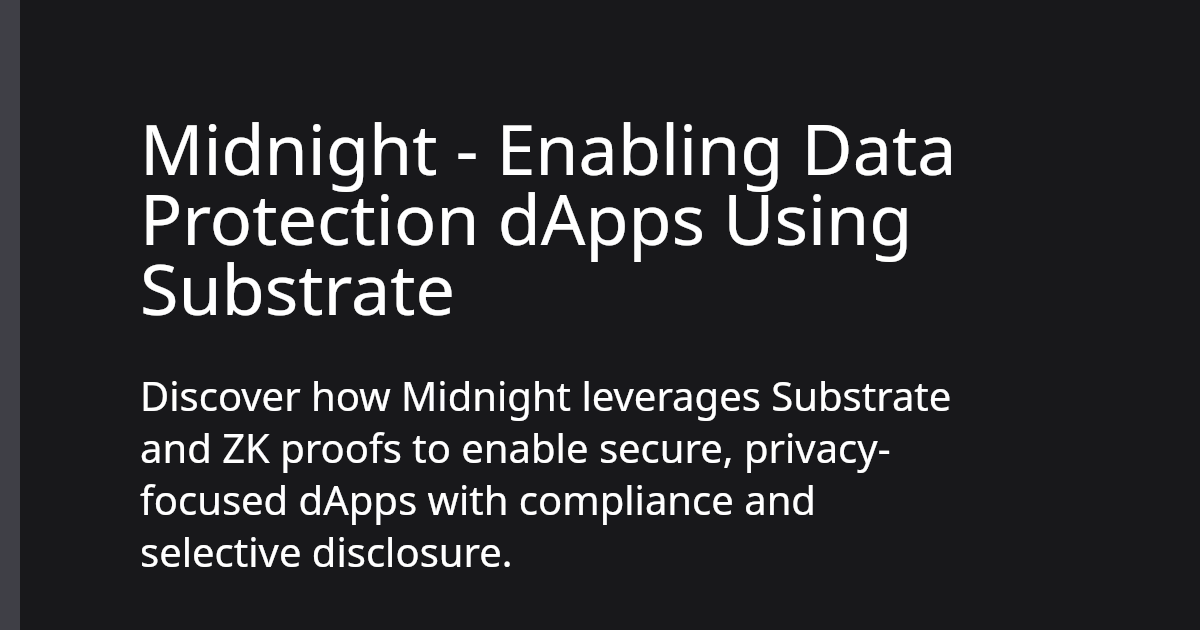 Midnight - Enabling Data
Protection dApps Using
Substrate
Discover how Midnight leverages Substrate
and ZK proofs to enable secure, privacy-
focused dApps with compliance and
selective disclosure.